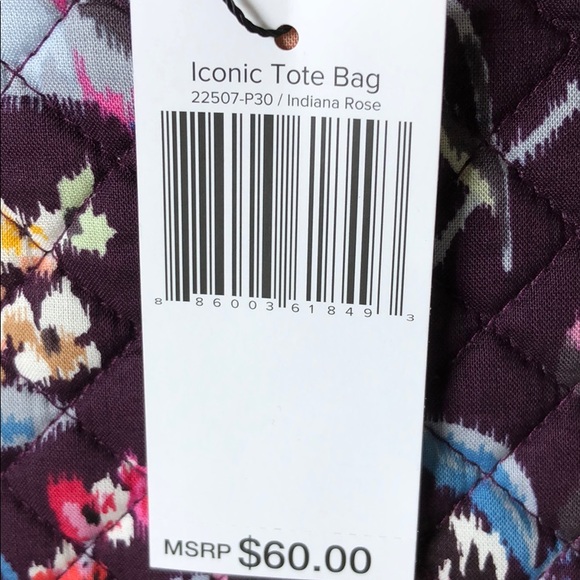 Iconic Tote Bag
22507-P30 / Indiana Rose
8 86003 61849 3
MSRP $60.00